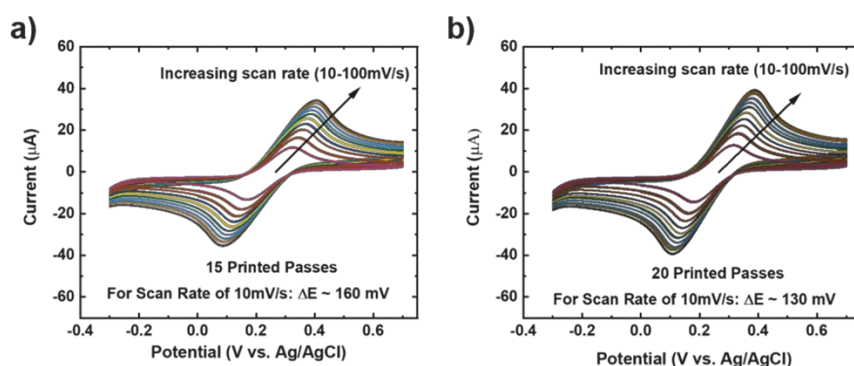 a)
60
40
20
0
-20
-40
-60
Current (μA)
Increasing scan rate (10-100mV/s)
15 Printed Passes
For Scan Rate of 10mV/s: ΔE ~ 160 mV
-0.4
-0.2
0.0
0.2
0.4
0.6
Potential (V vs. Ag/AgCl)
b)
60
40
20
0
-20
-40
-60
Current (μA)
Increasing scan rate (10-100mV/s)
20 Printed Passes
For Scan Rate of 10mV/s: ΔE ~ 130 mV
-0.4
-0.2
0.0
0.2
0.4
0.6
Potential (V vs. Ag/AgCl)